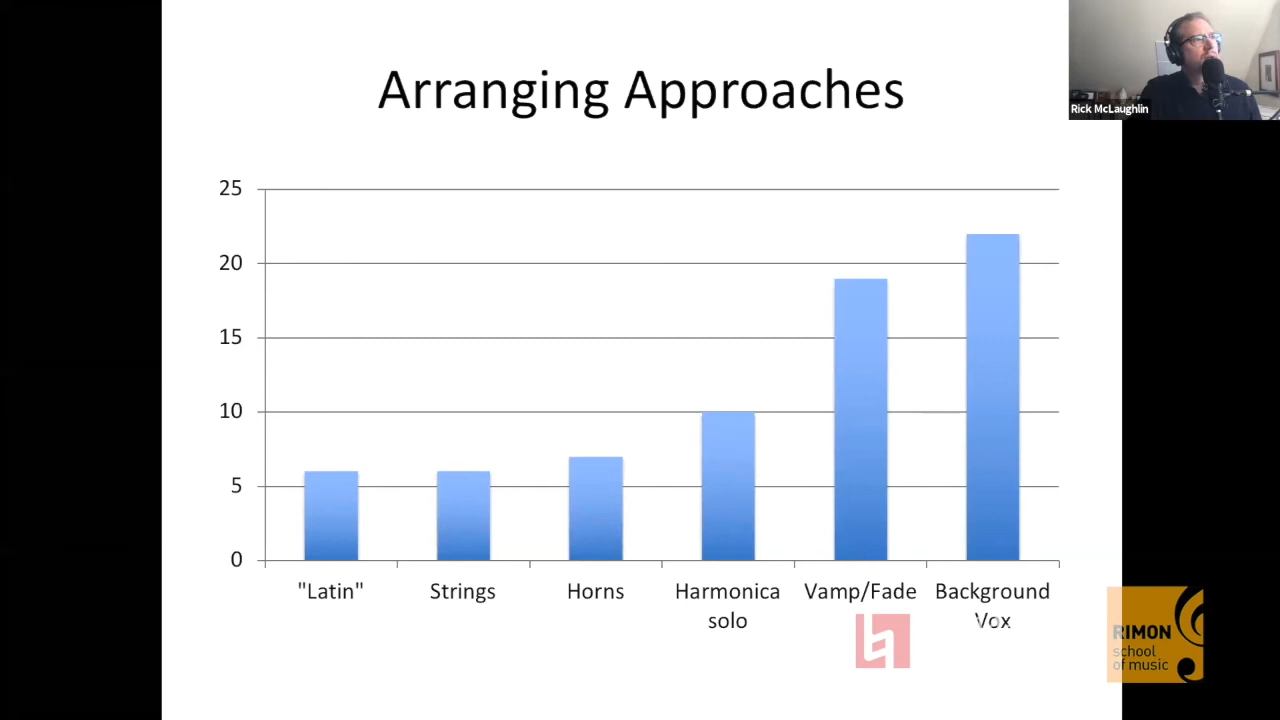 Arranging Approaches
Rick McLaughlin
25
20
15
10
5
0
"Latin"
Strings
Horns
Harmonica
solo
Vamp/Fade
Background
Vox
RIMON
school
of music